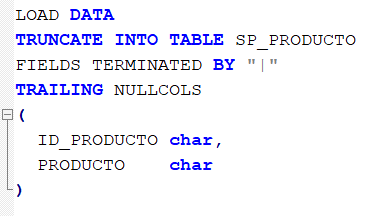 LOAD DATA
TRUNCATE INTO TABLE SP_PRODUCTO
FIELDS TERMINATED BY "|"
TRAILING NULLCOLS
(
ID_PRODUCTO char,
PRODUCTO char
)